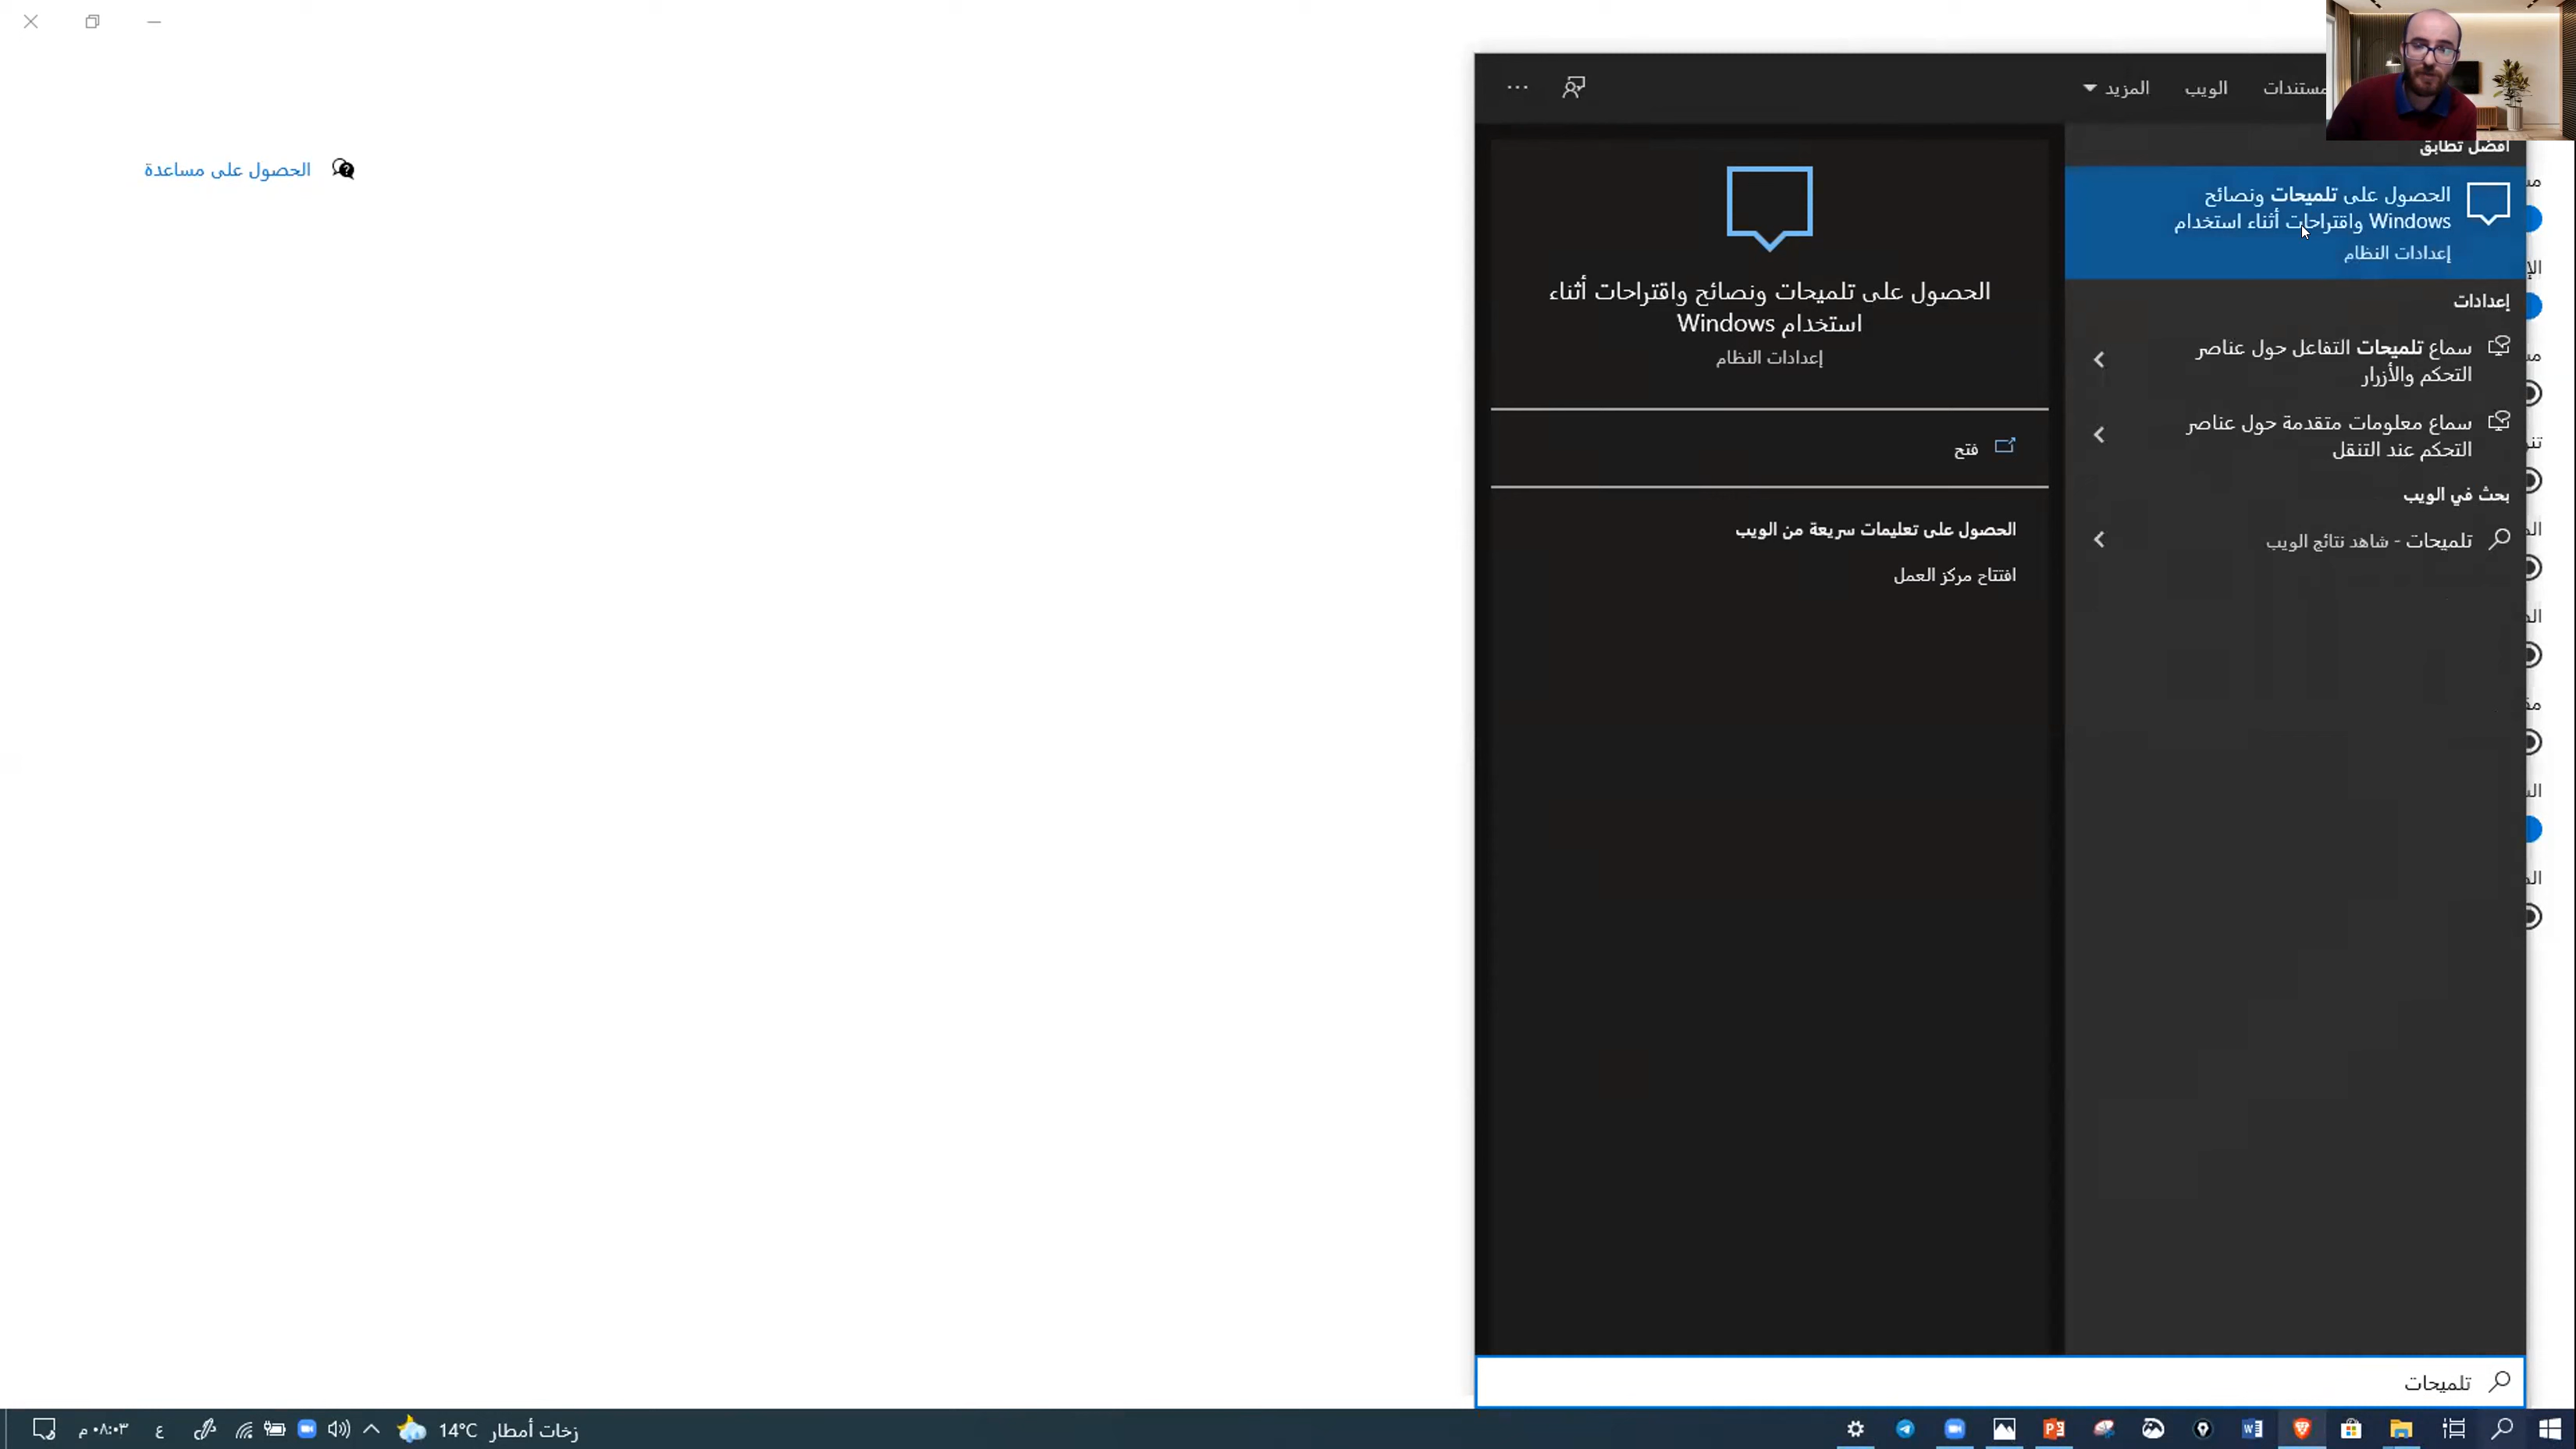 مستندات
الويب
المزيد
أفضل تطابق
الحصول على تلميحات ونصائح
واقتراحات أثناء استخدام Windows
إعدادات النظام
إعدادات
سماع تلميحات التفاعل حول عناصر
التحكم والأزرار
سماع معلومات متقدمة حول عناصر
التحكم عند التنقل
بحث في الويب
تلميحات - شاهد نتائج الويب
الحصول على تلميحات ونصائح واقتراحات أثناء
استخدام Windows
إعدادات النظام
فتح
الحصول على تعليمات سريعة من الويب
افتتاح مركز العمل
الحصول على مساعدة
تلميحات
زخات أمطار 14°C
ع
٠٨:٠٣ م